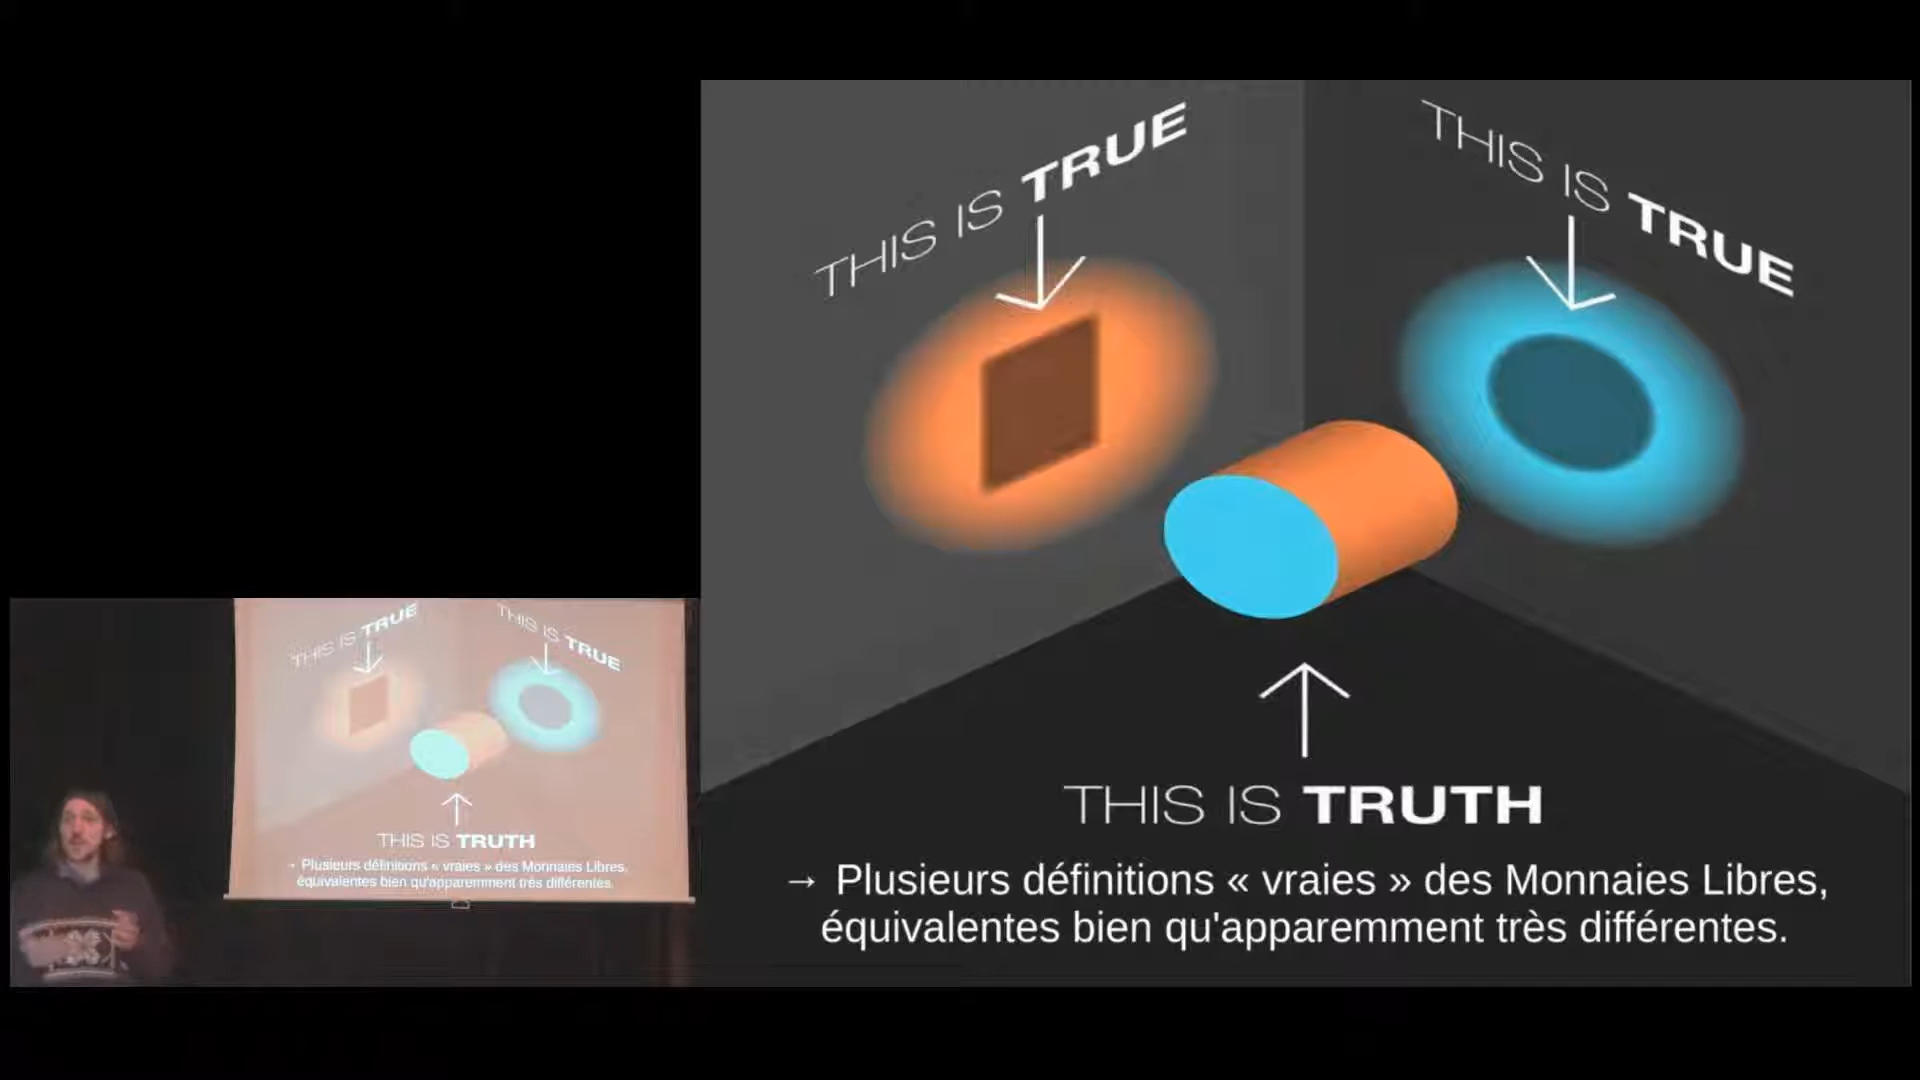 THIS IS TRUE
THIS IS TRUE
THIS IS TRUTH
→ Plusieurs définitions « vraies » des Monnaies Libres,
équivalentes bien qu'apparemment très différentes.
THIS IS TRUE
THIS IS TRUE
THIS IS TRUTH
→ Plusieurs définitions « vraies » des Monnaies Libres,
équivalentes bien qu'apparemment très différentes.